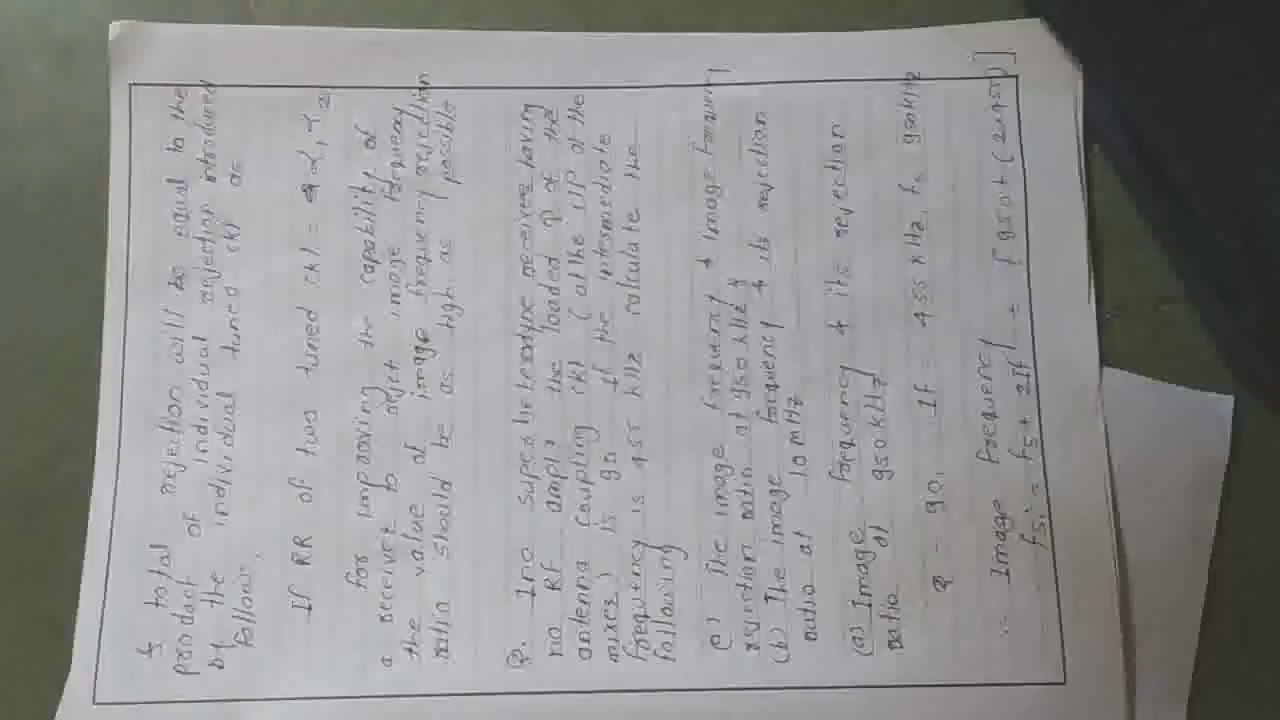 & total rejection will be equal to the
product of individual rejection introduced
by the individual tuned ckt as
follow,
If RR of two tuned ckt = α1 α2
for improving the capability of
a receiver to reject image frequency
the value of image frequency rejection
ratio should be as high as possible
Q. In a superheterodyne receiver having
no RF ampli the loaded Q of the
antenna coupling ckt (at the i/p of the
mixer) is 90. If the intermediate
frequency is 455 kHz calculate the
following
(a) The image frequency & image frequency
rejection ratio at 950 kHz &
(b) The image frequency & its rejection
ratio at 10 MHz
(a) Image frequency & its rejection
ratio at 950 kHz
Q = 90, If = 455 kHz, fs 950kHz
∴ Image frequency
fsi = fs + 2If = [950 + (2×455)]